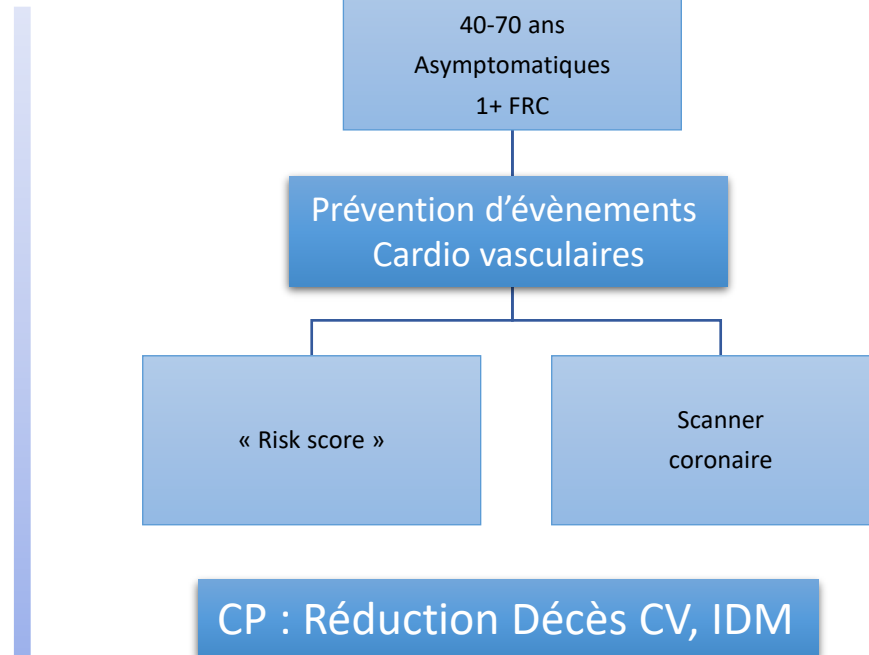 40-70 ans
Asymptomatiques
1+ FRC
Prévention d'évènements
Cardio vasculaires
« Risk score »
Scanner
coronaire
CP : Réduction Décès CV, IDM